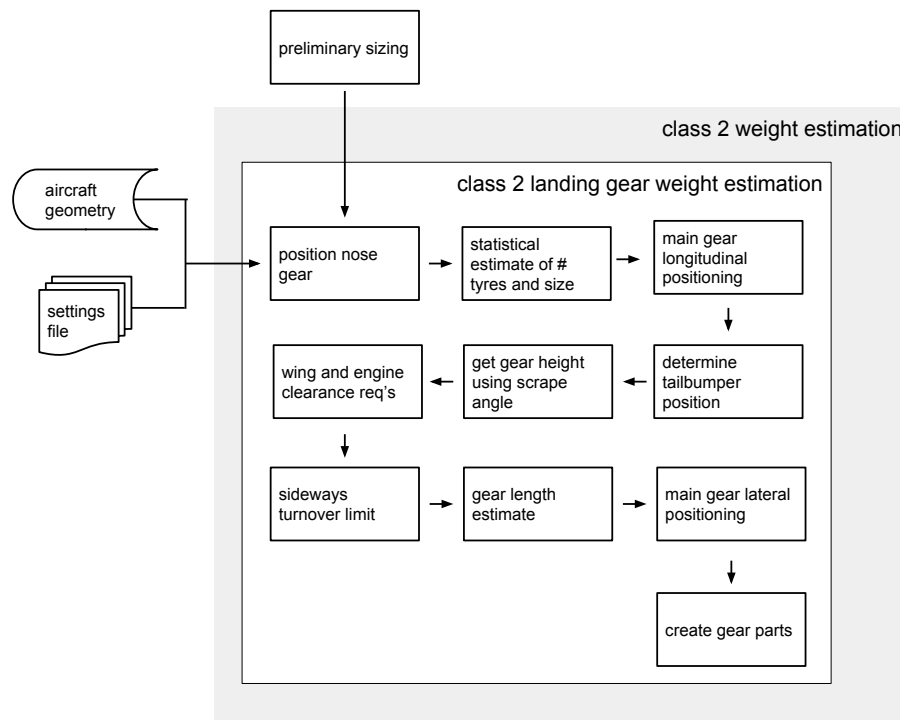 preliminary sizing
class 2 weight estimation
class 2 landing gear weight estimation
aircraft
geometry
settings
file
position nose
gear
statistical
estimate of #
tyres and size
main gear
longitudinal
positioning
wing and engine
clearance req's
get gear height
using scrape
angle
determine
tailbumper
position
sideways
turnover limit
gear length
estimate
main gear lateral
positioning
create gear parts